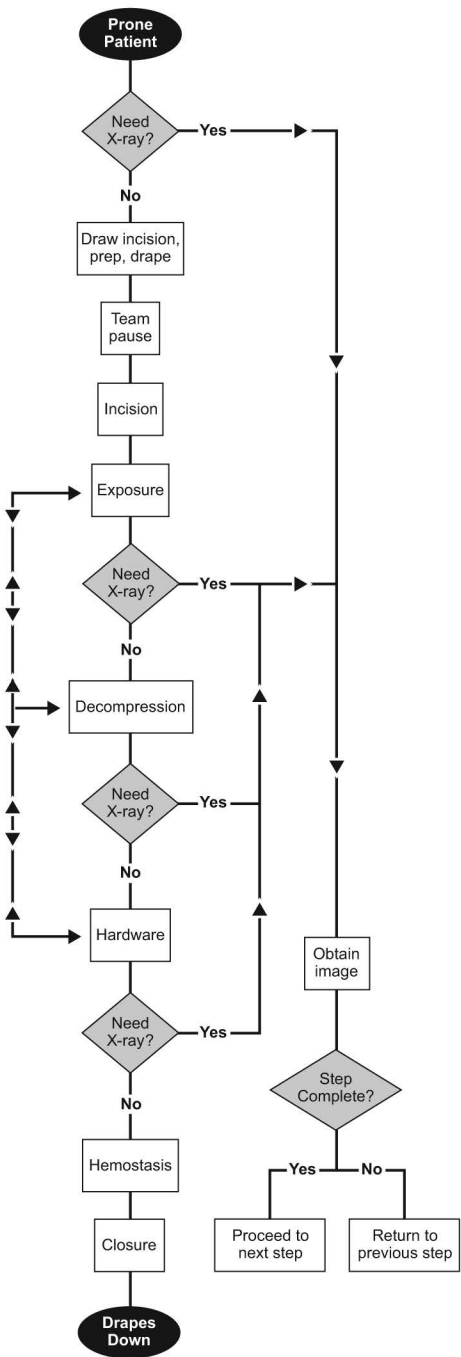 Prone
Patient
Need
X-ray?
Yes
No
Draw incision,
prep, drape
Team
pause
Incision
Exposure
Need
X-ray?
Yes
No
Decompression
Need
X-ray?
Yes
No
Hardware
Need
X-ray?
Yes
No
Hemostasis
Closure
Drapes
Down
Obtain
image
Step
Complete?
Yes
No
Proceed to
next step
Return to
previous step